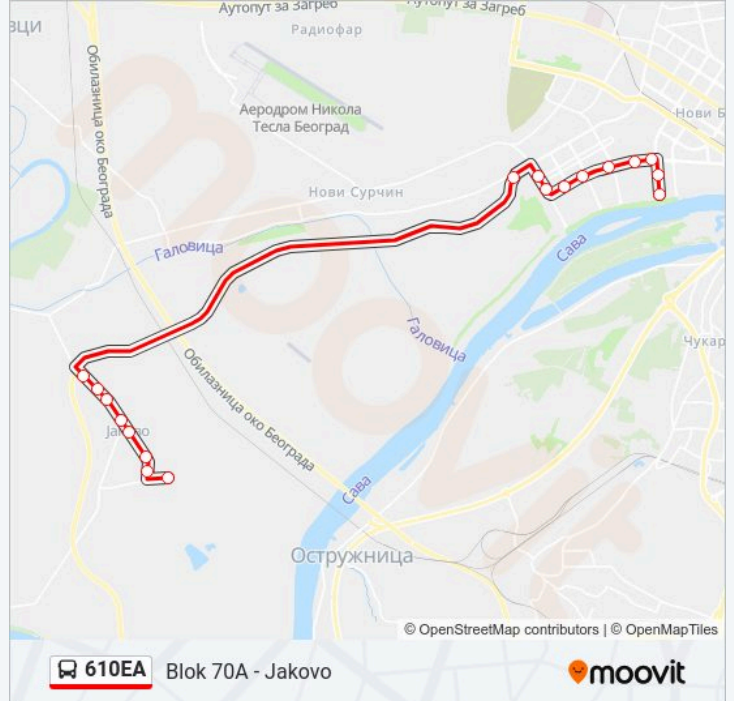 Аутопут за Загреб
Аутопут за Загреб
вци
Радиофар
Обилазница око Београда
Аеродром Никола
Тесла Београд
Нови Б
Нови Сурчин
Галовица
Сава
Галовица
Чукар
Обилазница око Београда
Сава
Остружница
© OpenStreetMap contributors | © OpenMapTiles
610EA Blok 70A - Jakovo
moovit